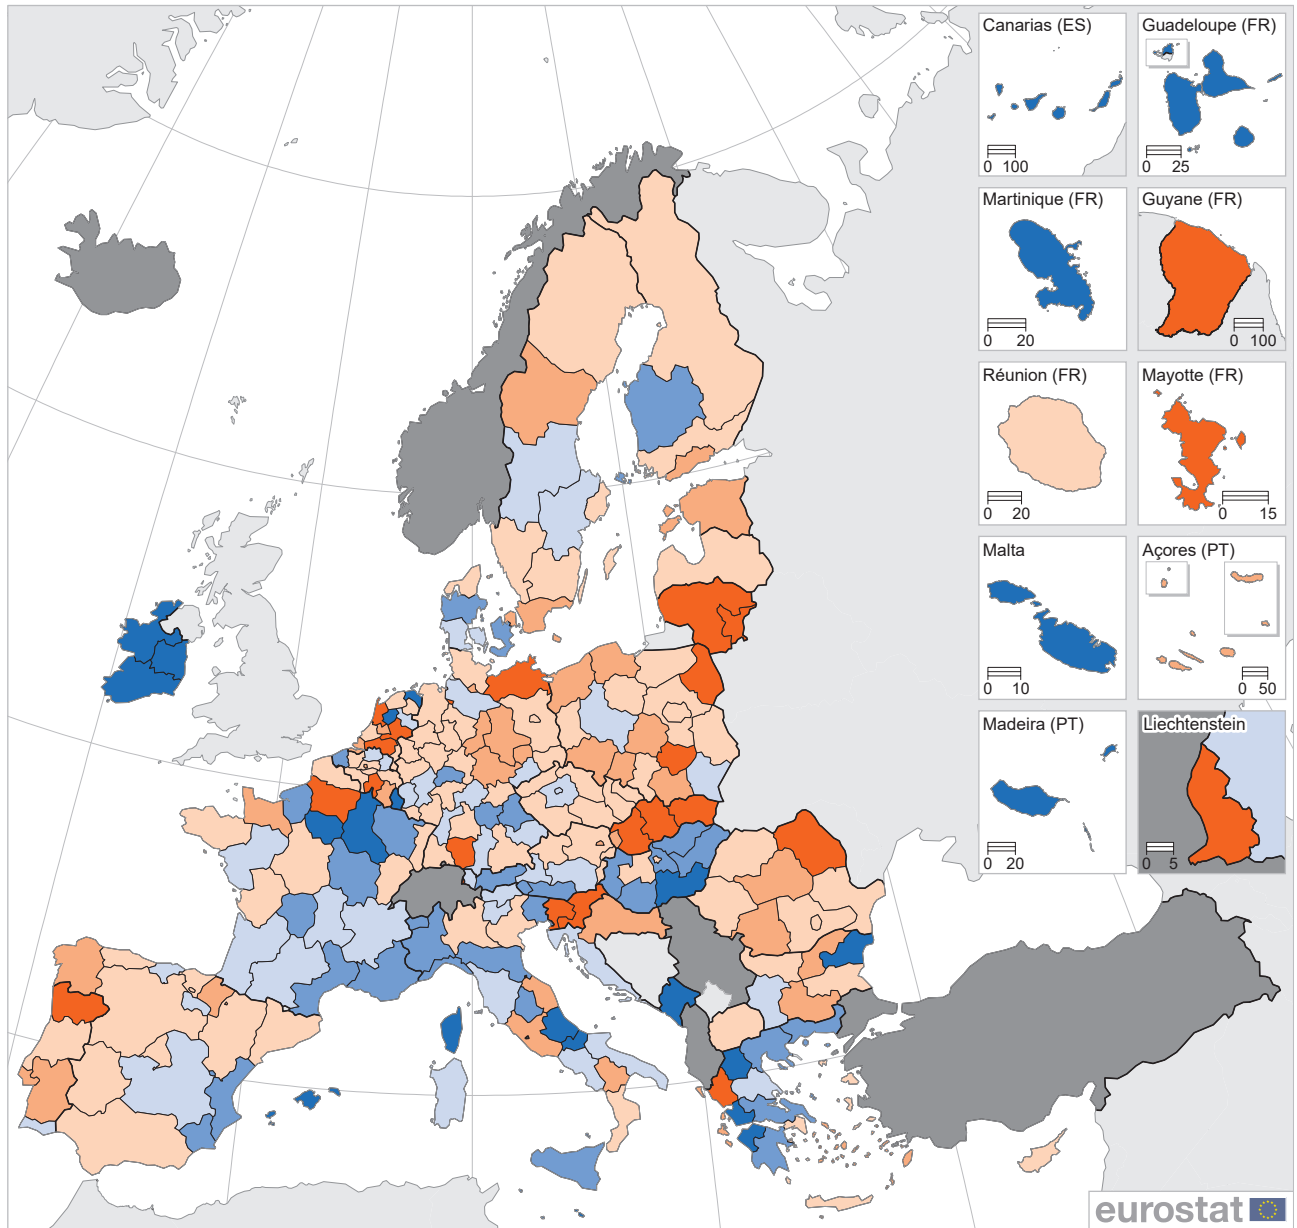 Canarias (ES)
0 100
Guadeloupe (FR)
0 25
Martinique (FR)
0 20
Guyane (FR)
0 100
Réunion (FR)
0 20
Mayotte (FR)
0 15
Malta
0 10
Açores (PT)
0 50
Madeira (PT)
0 20
Liechtenstein
0 5
eurostat